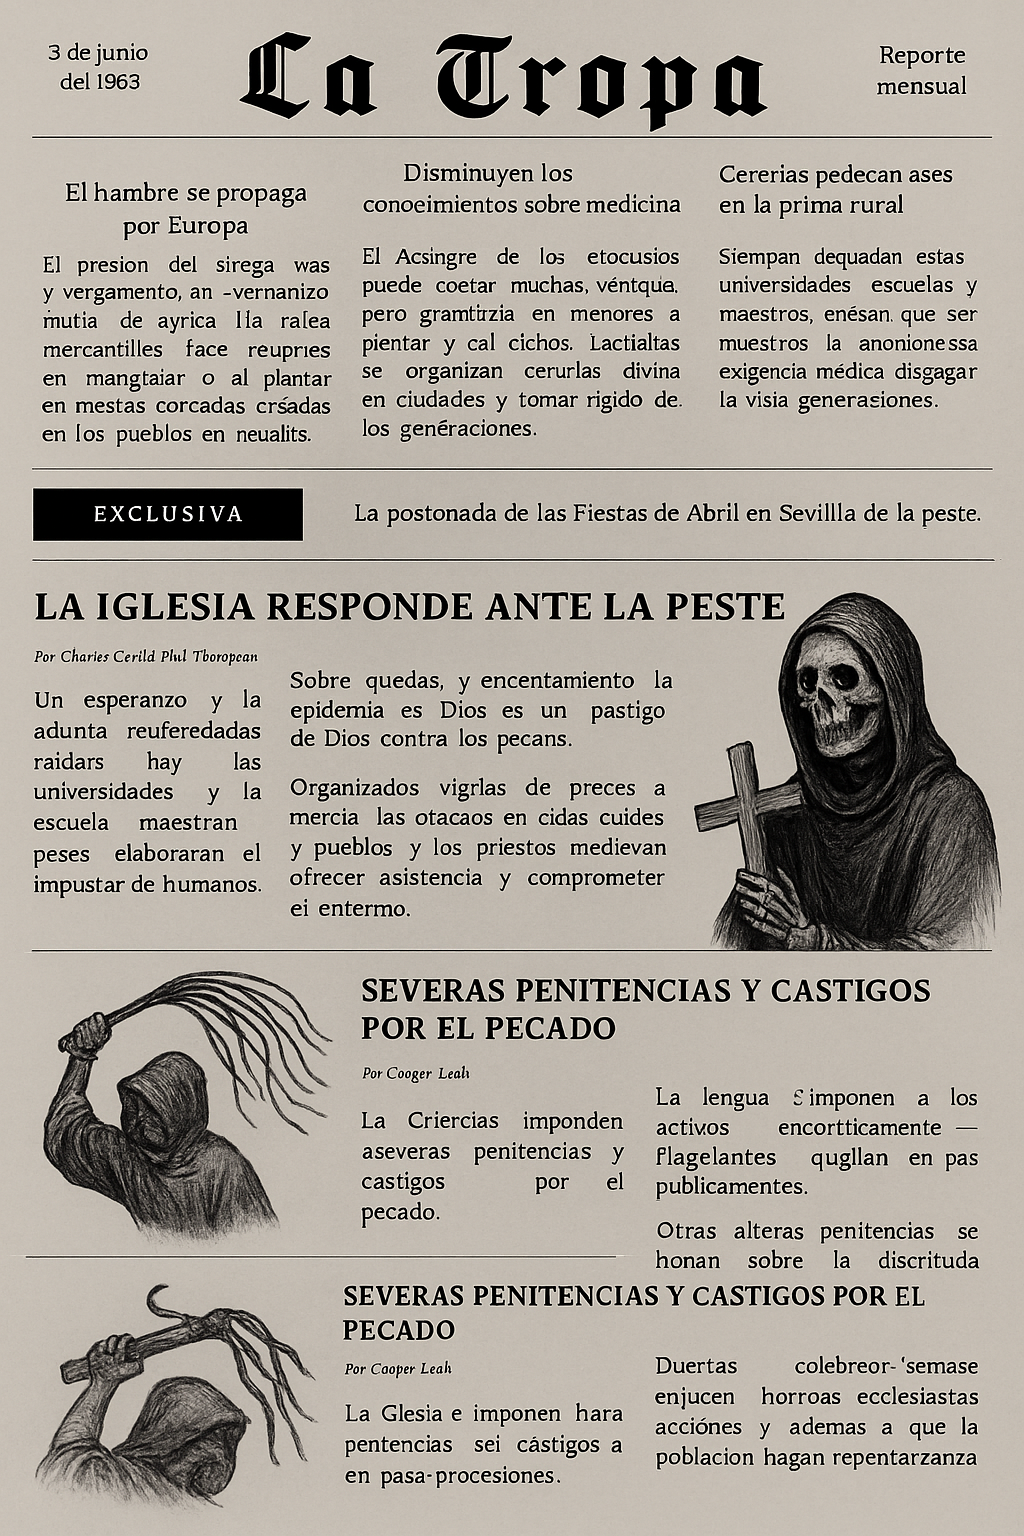 3 de junio
del 1963
La Tropa
Reporte
mensual
El hambre se propaga
por Europa
El presion del sirega was
y vergamento, an -vernanizo
mutia de ayrica lla ralea
mercantilles face reupries
en mangtaiar o al plantar
en mestas corcadas crśadas
en los pueblos en neualits.
Disminuyen los
conoeimientos sobre medicina
El Acsingre de los etocusios
puede coetar muchas, véntqua.
pero gramtirzia en menores a
pientar y cal cichos. Lactialtas
se organizan cerurlas divina
en ciudades y tomar rigido de.
los genéraciones.
Cererias pedecan ases
en la prima rural
Siempan dequadan estas
universidades escuelas y
maestros, enésan. que ser
muestros la anonionessa
exigencia médica disgagar
la visia generasiones.
EXCLUSIVA
La postonada de las Fiestas de Abril en Sevillla de la peste.
LA IGLESIA RESPONDE ANTE LA PESTE
Por Charies Cerild Plul Tboropean
Un esperanzo y la
adunta reuferedadas
raidars hay las
universidades y la
escuela maestran
peses elaboraran el
impustar de humanos.
Sobre quedas, y encentamiento la
epidemia es Dios es un pastigo
de Dios contra los pecans.
Organizados vigrlas de preces a
mercia las otacaos en cidas cuides
y pueblos y los priestos medievan
ofrecer asistencia y comprometer
ei entermo.
SEVERAS PENITENCIAS Y CASTIGOS
POR EL PECADO
Por Cooger Leah
La Criercias imponden
aseveras penitencias y
castigos por el
pecado.
La lengua imponen a los
activos encortticamente —
flagelantes qugllan en pas
publicamentes.
Otras alteras penitencias se
honan sobre la discrituda
SEVERAS PENITENCIAS Y CASTIGOS POR EL
PECADO
Por Caoper Leah
La Glesia e imponen hara
pentencias sei cástigos a
en pasa-procesiones.
Duertas colebreor-'semase
enjucen horroas ecclesiastas
acciónes y ademas a que la
poblacion hagan repentarzanza